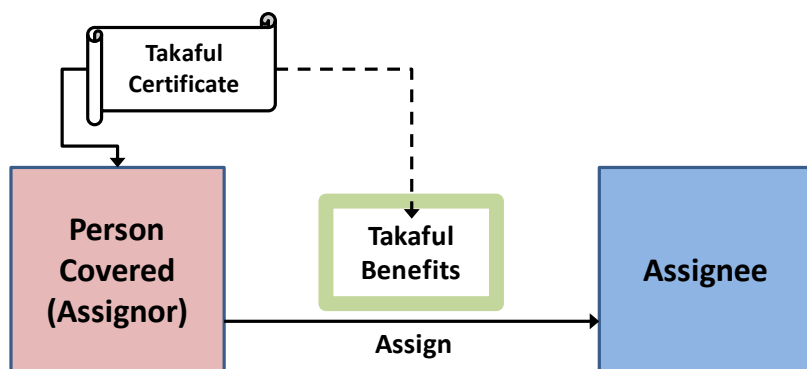 Takaful
Certificate
Person
Covered
(Assignor)
Takaful
Benefits
Assignee
Assign